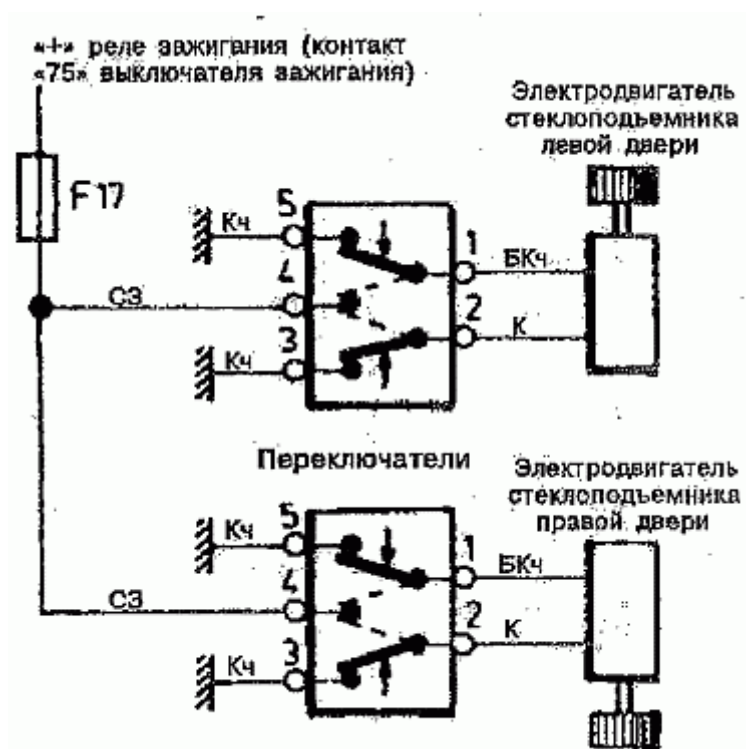 «+» реле зажигания (контакт
«75» выключателя зажигания)
Электродвигатель
стеклоподъемника
левой двери
F17
5
Кч
1
БКч
4
СЗ
2
К
3
Кч
Переключатели
Электродвигатель
стеклоподъемника
правой двери
5
Кч
1
БКч
4
СЗ
2
К
3
Кч